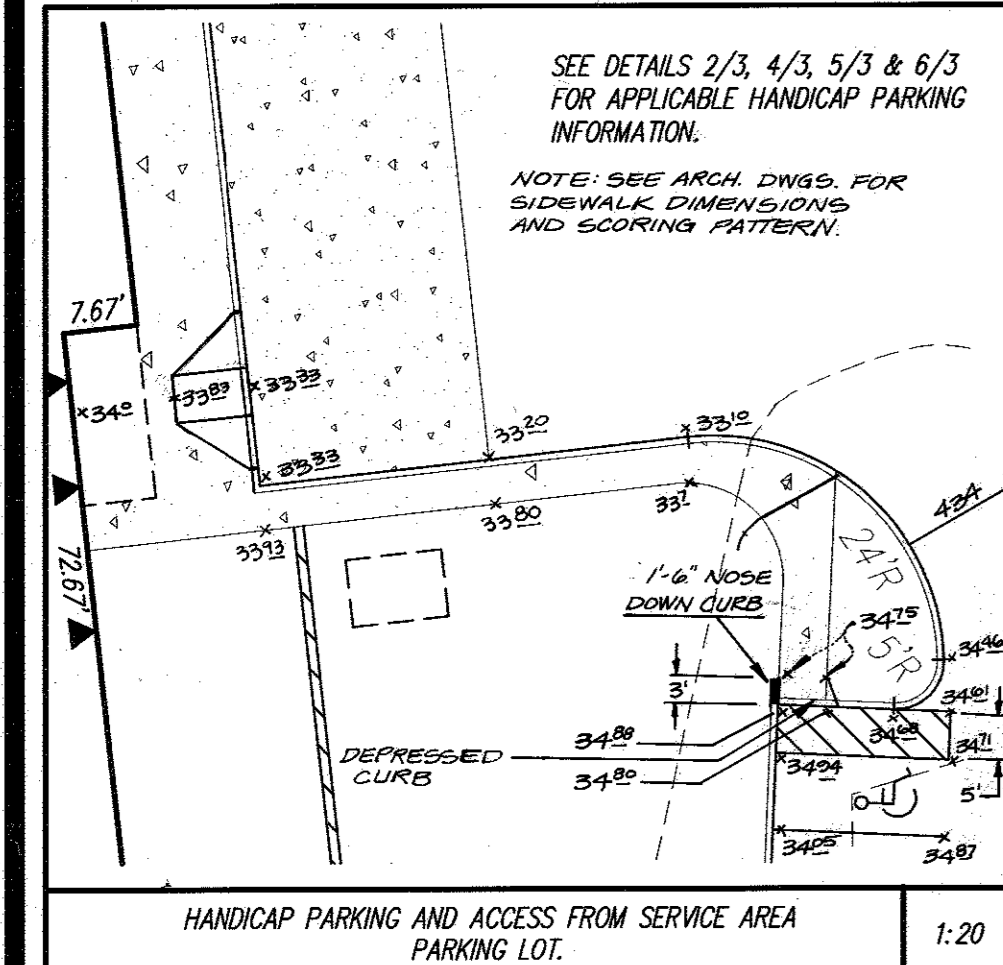 SEE DETAILS 2/3, 4/3, 5/3 & 6/3
FOR APPLICABLE HANDICAP PARKING
INFORMATION.
NOTE: SEE ARCH. DWGS. FOR
SIDEWALK DIMENSIONS
AND SCORING PATTERN.
7.67'
34 0
33 83
33 33
33 33
33 20
33 10
33 93
33 80
33 7
434
24'R
5'R
72.67'
1'-6" NOSE
DOWN CURB
34 75
34 46
3'
34 61
34 68
34 88
DEPRESSED
CURB
34 80
34 94
34 71
5'
34 05
34 87
HANDICAP PARKING AND ACCESS FROM SERVICE AREA
PARKING LOT.
1:20